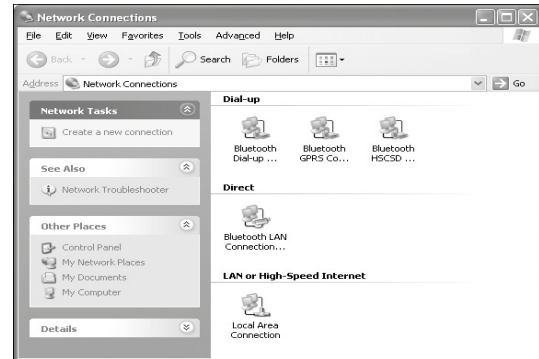 Network Connections
File Edit View Favorites Tools Advanced Help
Back Search Folders
Address Network Connections Go
Network Tasks
Create a new connection
See Also
Network Troubleshooter
Other Places
Control Panel
My Network Places
My Documents
My Computer
Details
Dial-up
Bluetooth
Dial-up ...
Bluetooth
GPRS Co...
Bluetooth
HSCSD ...
Direct
Bluetooth LAN
Connection...
LAN or High-Speed Internet
Local Area
Connection